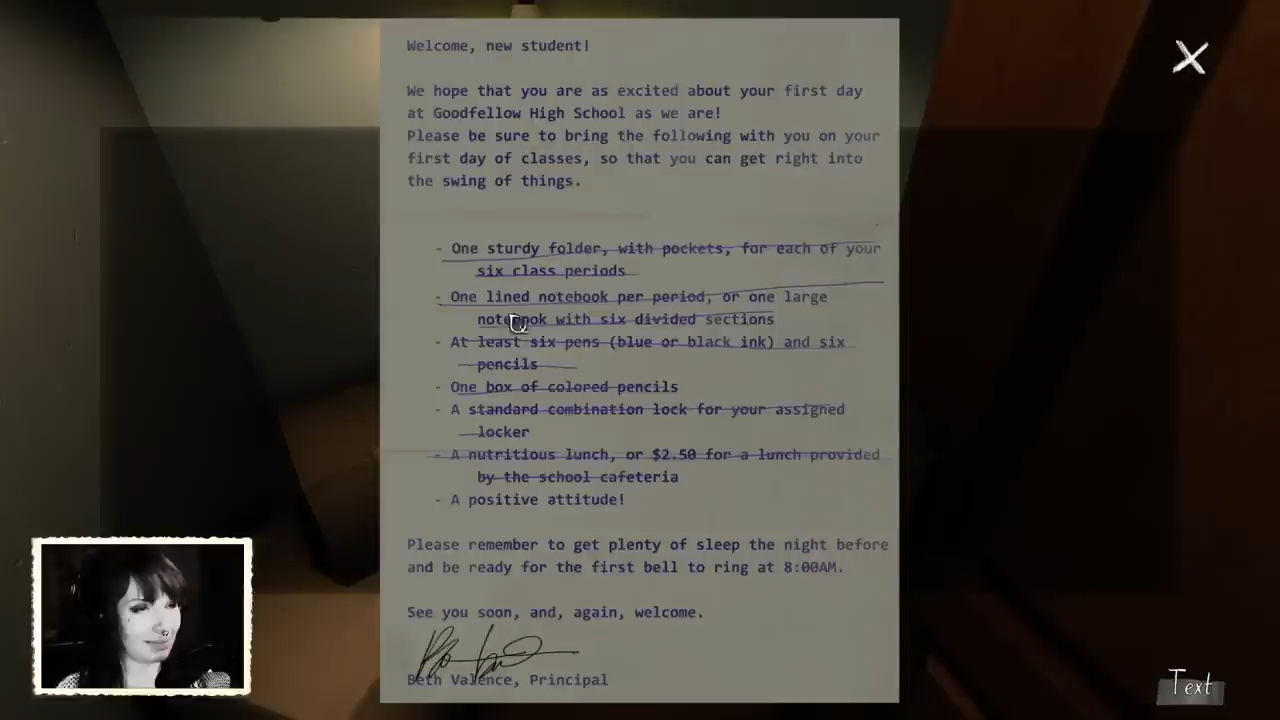 Welcome, new student!
We hope that you are as excited about your first day
at Goodfellow High School as we are!
Please be sure to bring the following with you on your
first day of classes, so that you can get right into
the swing of things.
- One sturdy folder, with pockets, for each of your
six class periods
- One lined notebook per period, or one large
notebook with six divided sections
- At least six pens (blue or black ink) and six
pencils
- One box of colored pencils
- A standard combination lock for your assigned
locker
- A nutritious lunch, or $2.50 for a lunch provided
by the school cafeteria
- A positive attitude!
Please remember to get plenty of sleep the night before
and be ready for the first bell to ring at 8:00AM.
See you soon, and, again, welcome.
Beth Valence, Principal
Text